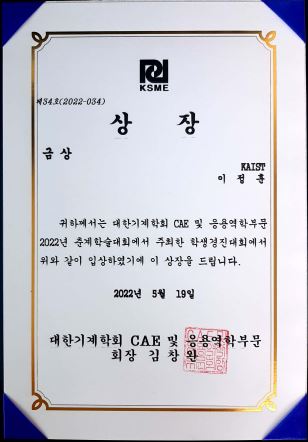 KSME
제34호(2022-034)
상 장
금 상
KAIST
이 정 훈
귀하께서는 대한기계학회 CAE 및 응용역학부문
2022년 춘계학술대회에서 주최한 학생경진대회에서
위와 같이 입상하였기에 이 상장을 드립니다.
2022년 5월 19일
대한기계학회 CAE 및 응용역학부문
회장 김창완